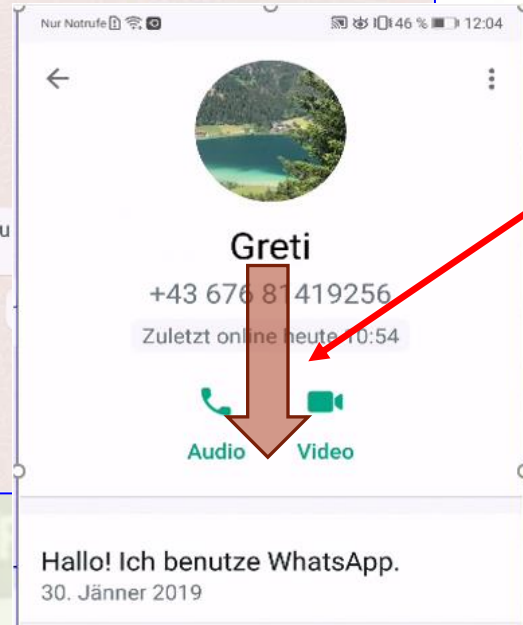 Nur Notrufe 46 % 12:04
u
Greti
+43 676 81419256
Zuletzt online heute 10:54
Audio Video
Hallo! Ich benutze WhatsApp.
30. Jänner 2019